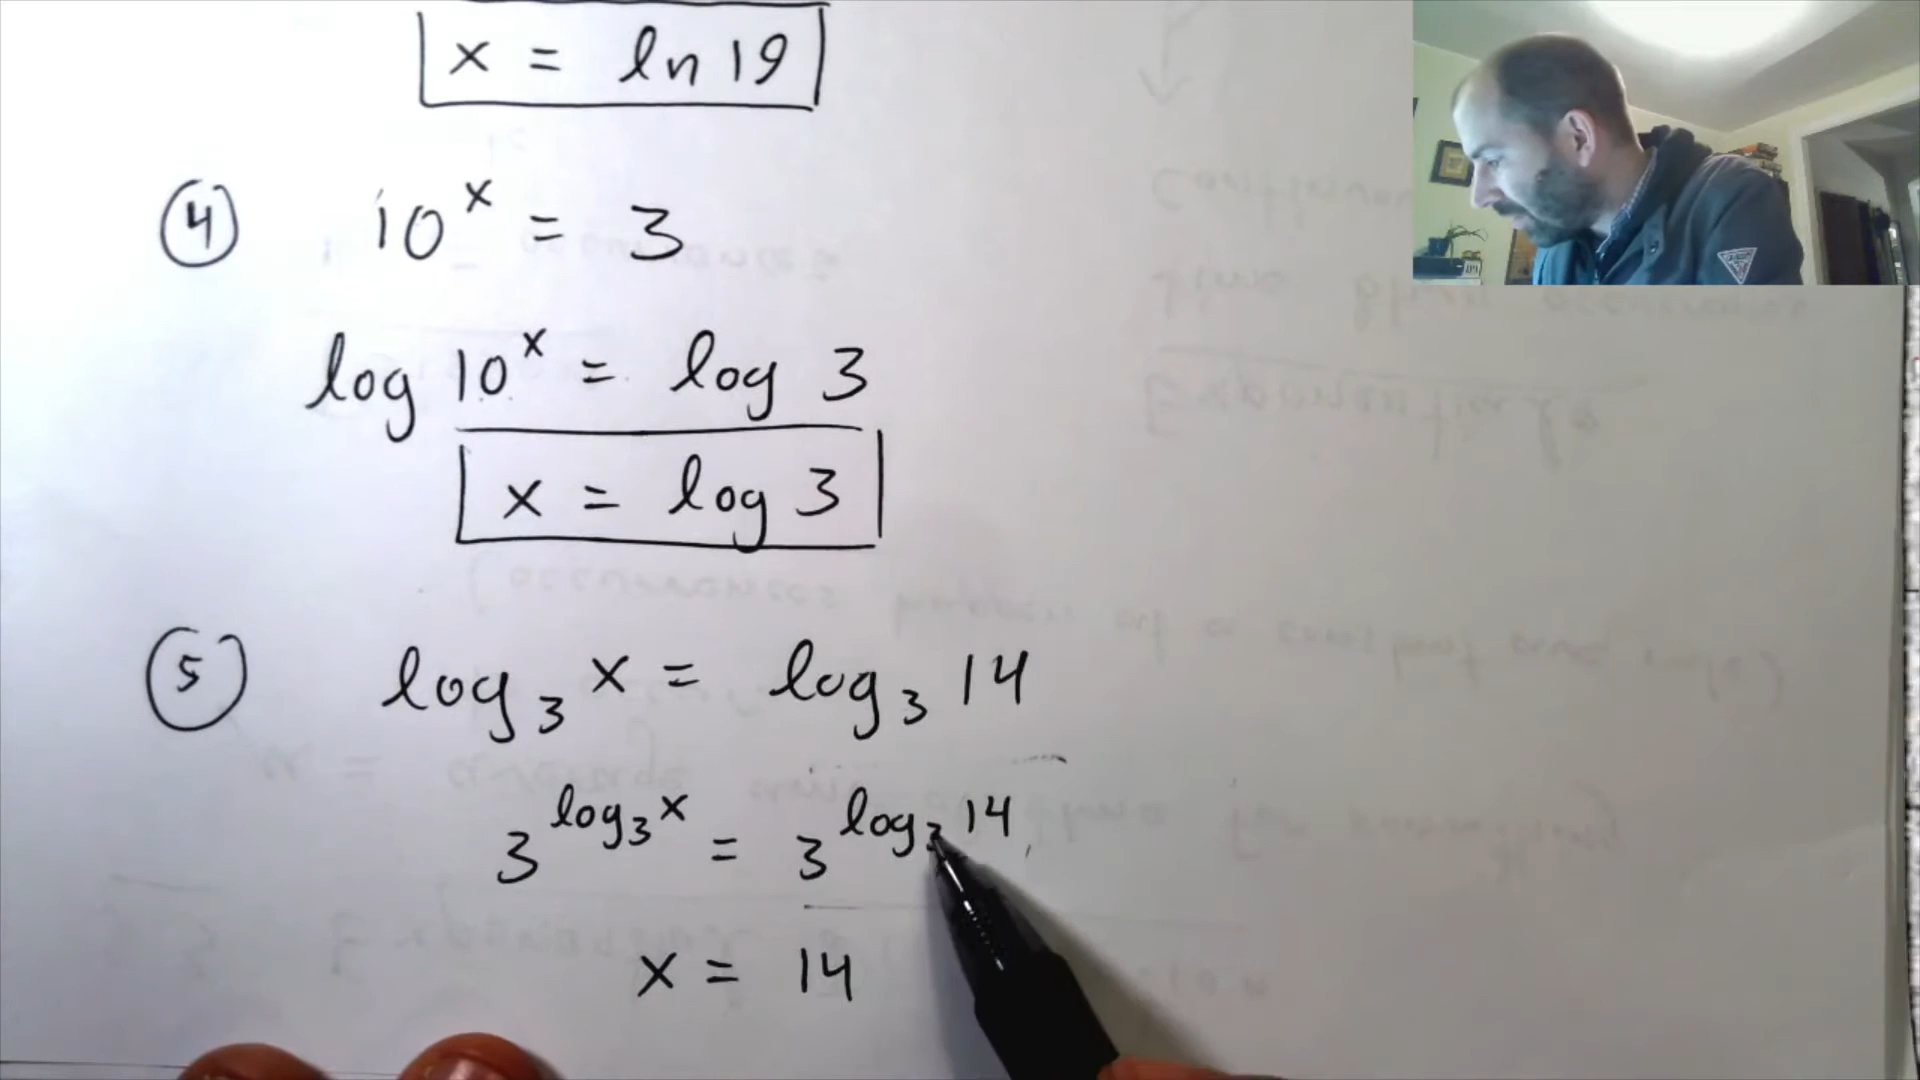 x = ln 19
④ 10^x = 3
log 10^x = log 3
x = log 3
⑤ log₃ x = log₃ 14
3^(log₃ x) = 3^(log₃ 14)
x = 14